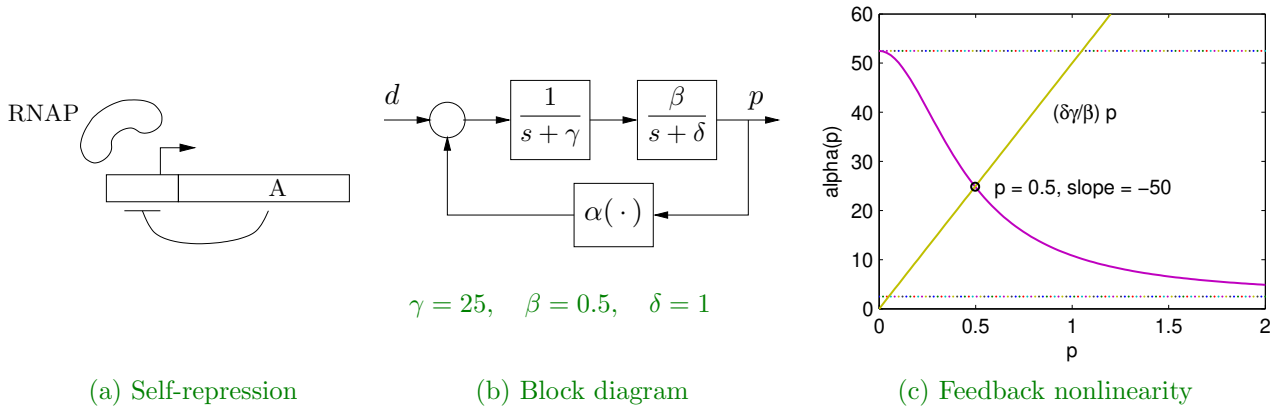 RNAP
A
(a) Self-repression
d
1
s + γ
β
s + δ
p
α( · )
γ = 25, β = 0.5, δ = 1
(b) Block diagram
60
50
40
30
20
10
0
alpha(p)
(δγ/β) p
p = 0.5, slope = −50
0 0.5 1 1.5 2
p
(c) Feedback nonlinearity